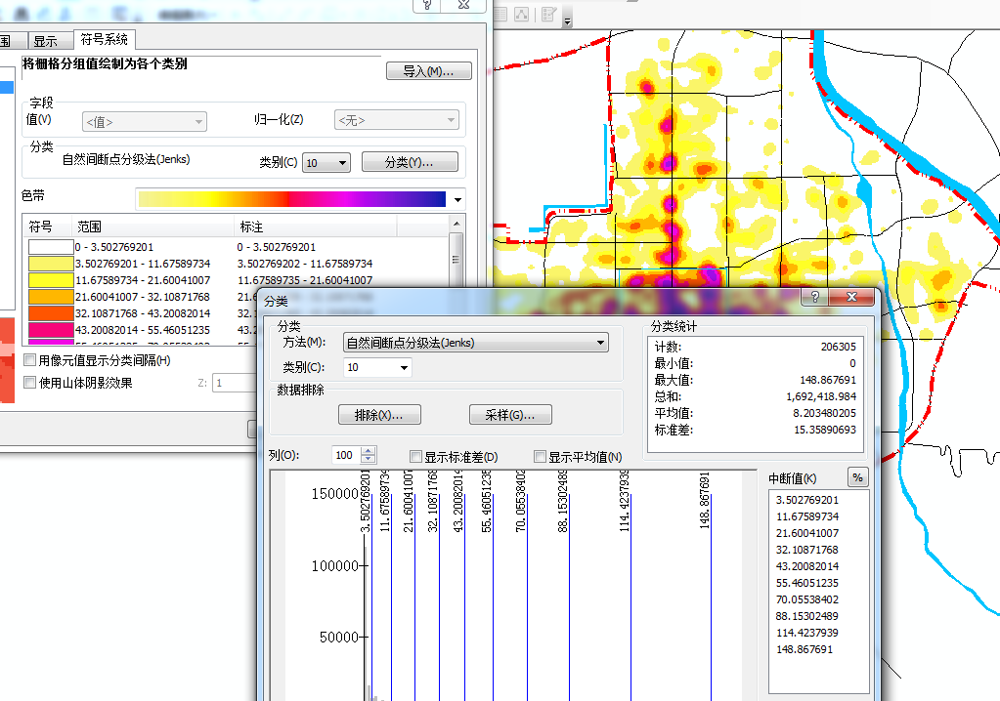 围 显示 符号系统
将栅格分组值绘制为各个类别
导入(M)...
字段
值(V) <值> 归一化(Z) <无>
分类
自然间断点分级法(Jenks) 类别(C) 10 分类(Y)...
色带
符号 范围 标注
0 - 3.502769201 0 - 3.502769201
3.502769201 - 11.67589734 3.502769202 - 11.67589734
11.67589734 - 21.60041007 11.67589735 - 21.60041007
21.60041007 - 32.10871768 21.6
32.10871768 - 43.20082014 32.1
43.20082014 - 55.46051235 43.2
用像元值显示分类间隔(H)
使用山体阴影效果 Z: 1
分类
?
分类
方法(M): 自然间断点分级法(Jenks)
类别(C): 10
数据排除
排除(X)... 采样(G)...
分类统计
计数: 206305
最小值: 0
最大值: 148.867691
总和: 1,692,418.984
平均值: 8.203480205
标准差: 15.35890693
列(O): 100 显示标准差(D) 显示平均值(N)
中断值(K) %
3.502769201
11.67589734
21.60041007
32.10871768
43.20082014
55.46051235
70.05538402
88.15302489
114.4237939
148.867691
150000
100000
50000
3.502769201
11.67589734
21.60041007
32.10871768
43.20082014
55.46051235
70.05538402
88.15302489
114.4237939
148.867691